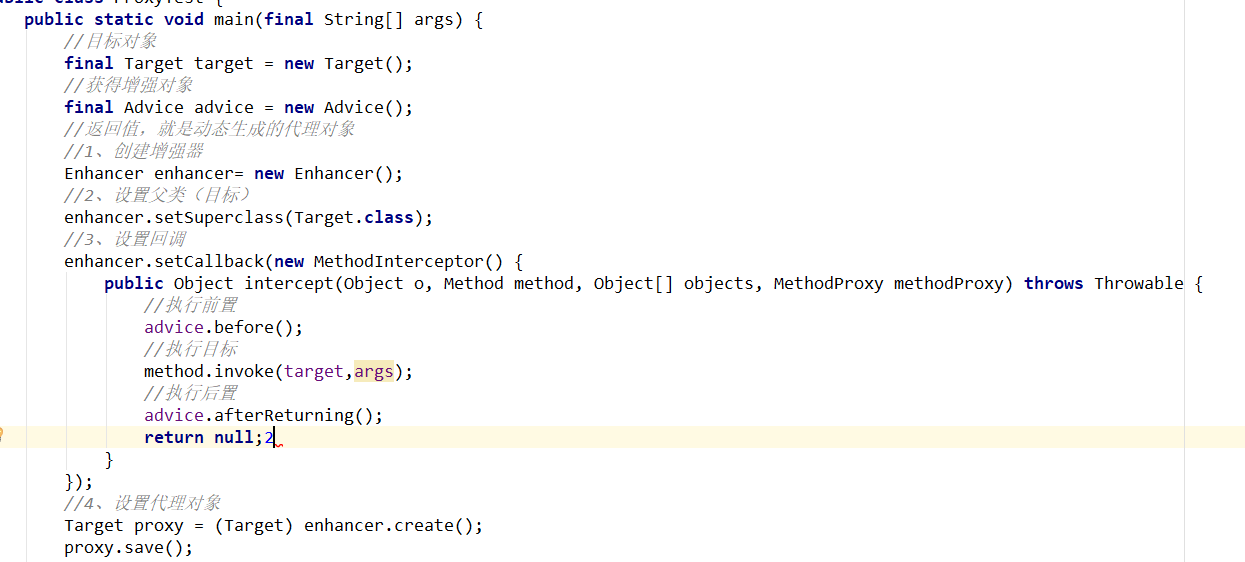 public class ProxyTest {
public static void main(final String[] args) {
//目标对象
final Target target = new Target();
//获得增强对象
final Advice advice = new Advice();
//返回值，就是动态生成的代理对象
//1、创建增强器
Enhancer enhancer= new Enhancer();
//2、设置父类（目标）
enhancer.setSuperclass(Target.class);
//3、设置回调
enhancer.setCallback(new MethodInterceptor() {
public Object intercept(Object o, Method method, Object[] objects, MethodProxy methodProxy) throws Throwable {
//执行前置
advice.before();
//执行目标
method.invoke(target,args);
//执行后置
advice.afterReturning();
return null;2
}
});
//4、设置代理对象
Target proxy = (Target) enhancer.create();
proxy.save();